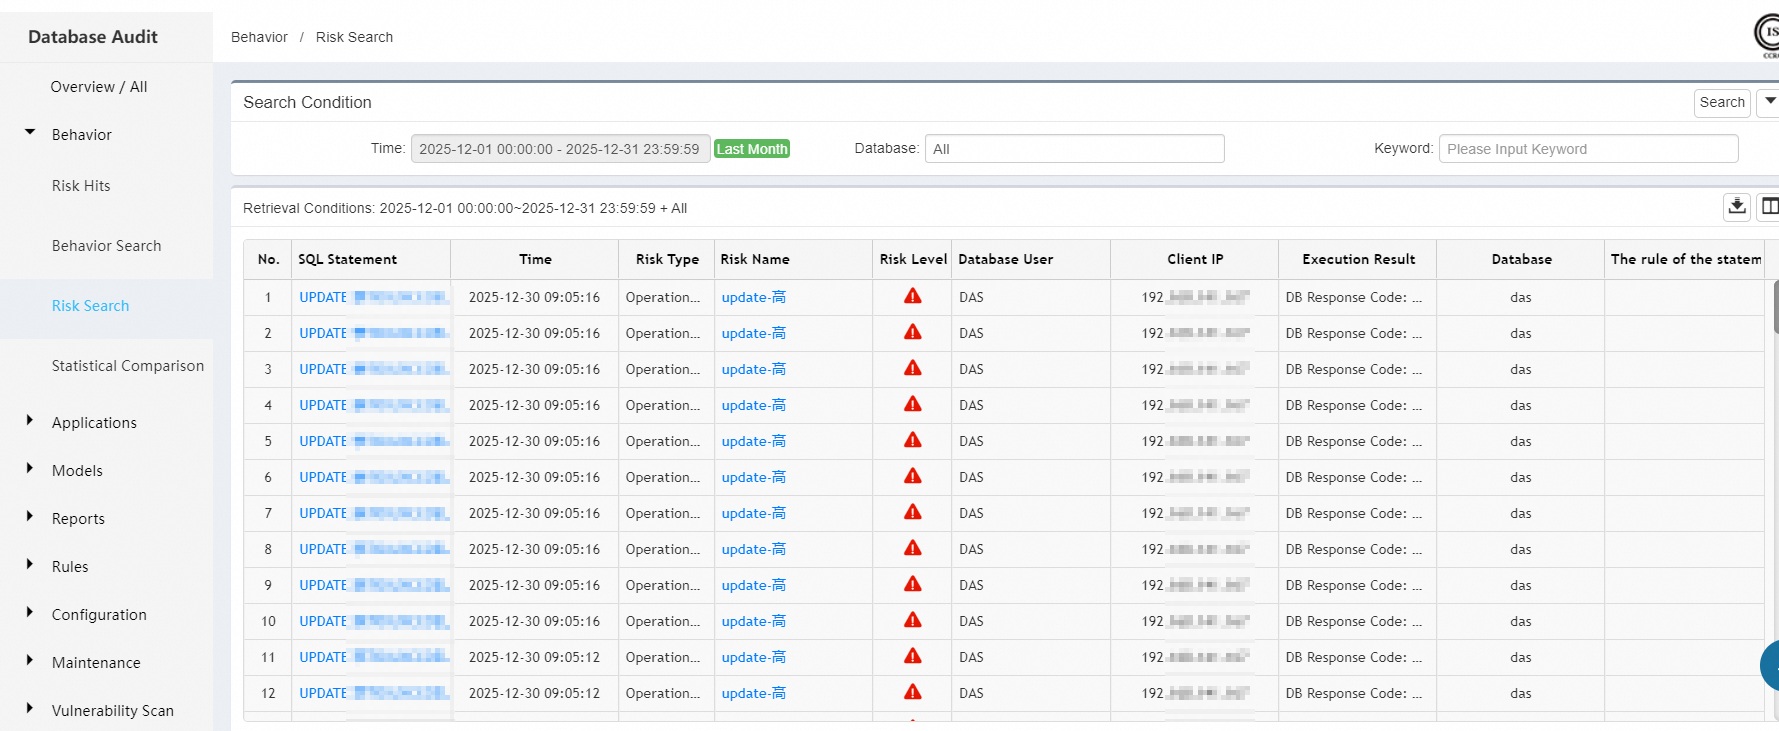 Database Audit
Behavior / Risk Search
IS
Overview / All
Behavior
Risk Hits
Behavior Search
Risk Search
Statistical Comparison
Applications
Models
Reports
Rules
Configuration
Maintenance
Vulnerability Scan
Search Condition
Search
Time: 2025-12-01 00:00:00 - 2025-12-31 23:59:59 Last Month Database: All Keyword: Please Input Keyword
Retrieval Conditions: 2025-12-01 00:00:00~2025-12-31 23:59:59 + All
No. SQL Statement Time Risk Type Risk Name Risk Level Database User Client IP Execution Result Database The rule of the statem
1 UPDATE 2025-12-30 09:05:16 Operation... update-高 DAS 192. DB Response Code: ... das
2 UPDATE 2025-12-30 09:05:16 Operation... update-高 DAS 192. DB Response Code: ... das
3 UPDATE 2025-12-30 09:05:16 Operation... update-高 DAS 192. DB Response Code: ... das
4 UPDATE 2025-12-30 09:05:16 Operation... update-高 DAS 192. DB Response Code: ... das
5 UPDATE 2025-12-30 09:05:16 Operation... update-高 DAS 192. DB Response Code: ... das
6 UPDATE 2025-12-30 09:05:16 Operation... update-高 DAS 192. DB Response Code: ... das
7 UPDATE 2025-12-30 09:05:16 Operation... update-高 DAS 192. DB Response Code: ... das
8 UPDATE 2025-12-30 09:05:16 Operation... update-高 DAS 192. DB Response Code: ... das
9 UPDATE 2025-12-30 09:05:16 Operation... update-高 DAS 192. DB Response Code: ... das
10 UPDATE 2025-12-30 09:05:16 Operation... update-高 DAS 192. DB Response Code: ... das
11 UPDATE 2025-12-30 09:05:12 Operation... update-高 DAS 192. DB Response Code: ... das
12 UPDATE 2025-12-30 09:05:12 Operation... update-高 DAS 192. DB Response Code: ... das